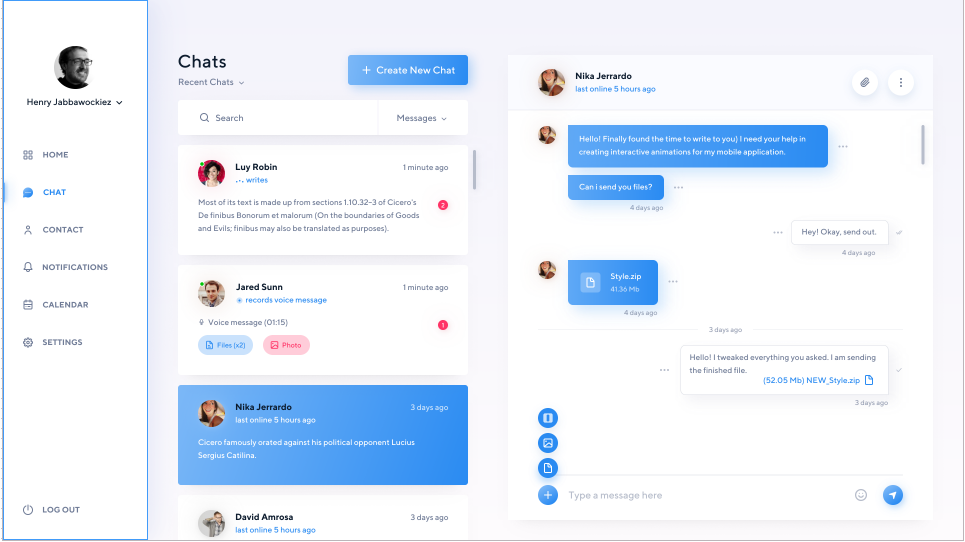 Henry Jabbawockiez
HOME
CHAT
CONTACT
NOTIFICATIONS
CALENDAR
SETTINGS
LOG OUT
Chats
Recent Chats
+ Create New Chat
Search
Messages
Luy Robin
1 minute ago
writes
Most of its text is made up from sections 1.10.32–3 of Cicero's
De finibus Bonorum et malorum (On the boundaries of Goods
and Evils; finibus may also be translated as purposes).
2
Jared Sunn
1 minute ago
records voice message
Voice message (01:15)
1
Files (x2)
Photo
Nika Jerrardo
3 days ago
last online 5 hours ago
Cicero famously orated against his political opponent Lucius
Sergius Catilina.
David Amrosa
3 days ago
last online 5 hours ago
Nika Jerrardo
last online 5 hours ago
Hello! Finally found the time to write to you) I need your help in
creating interactive animations for my mobile application.
Can i send you files?
4 days ago
Hey! Okay, send out.
4 days ago
Style.zip
41.36 Mb
4 days ago
3 days ago
Hello! I tweaked everything you asked. I am sending
the finished file.
(52.05 Mb) NEW_Style.zip
3 days ago
Type a message here